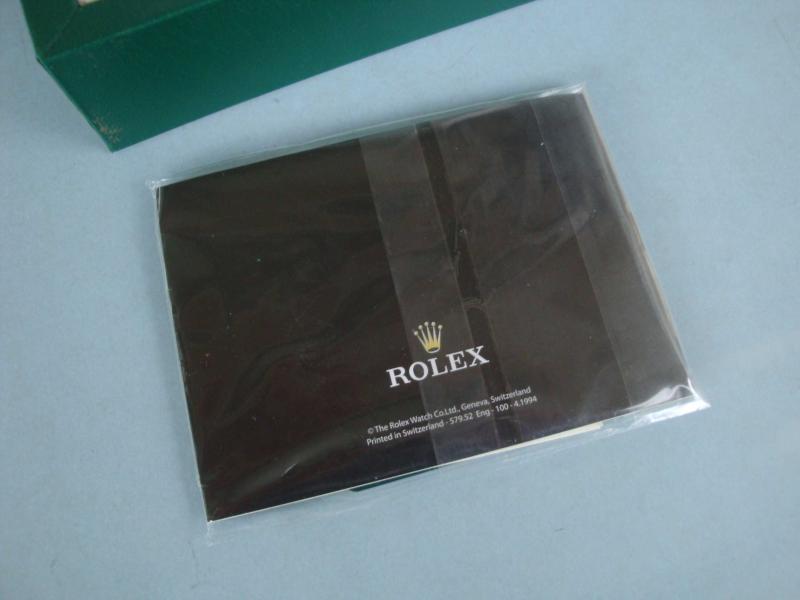 ROLEX
© The Rolex Watch Co.Ltd., Geneva, Switzerland
Printed in Switzerland - 579.52 Eng - 100 - 4.1994